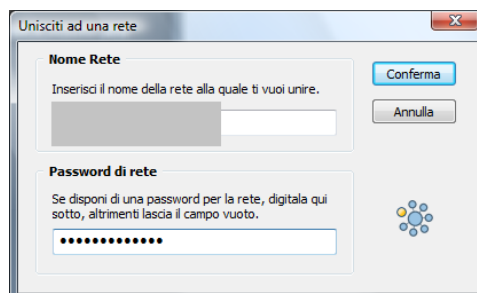 Unisciti ad una rete
Nome Rete
Conferma
Inserisci il nome della rete alla quale ti vuoi unire.
Annulla
Password di rete
Se disponi di una password per la rete, digitala qui
sotto, altrimenti lascia il campo vuoto.
•••••••••••••